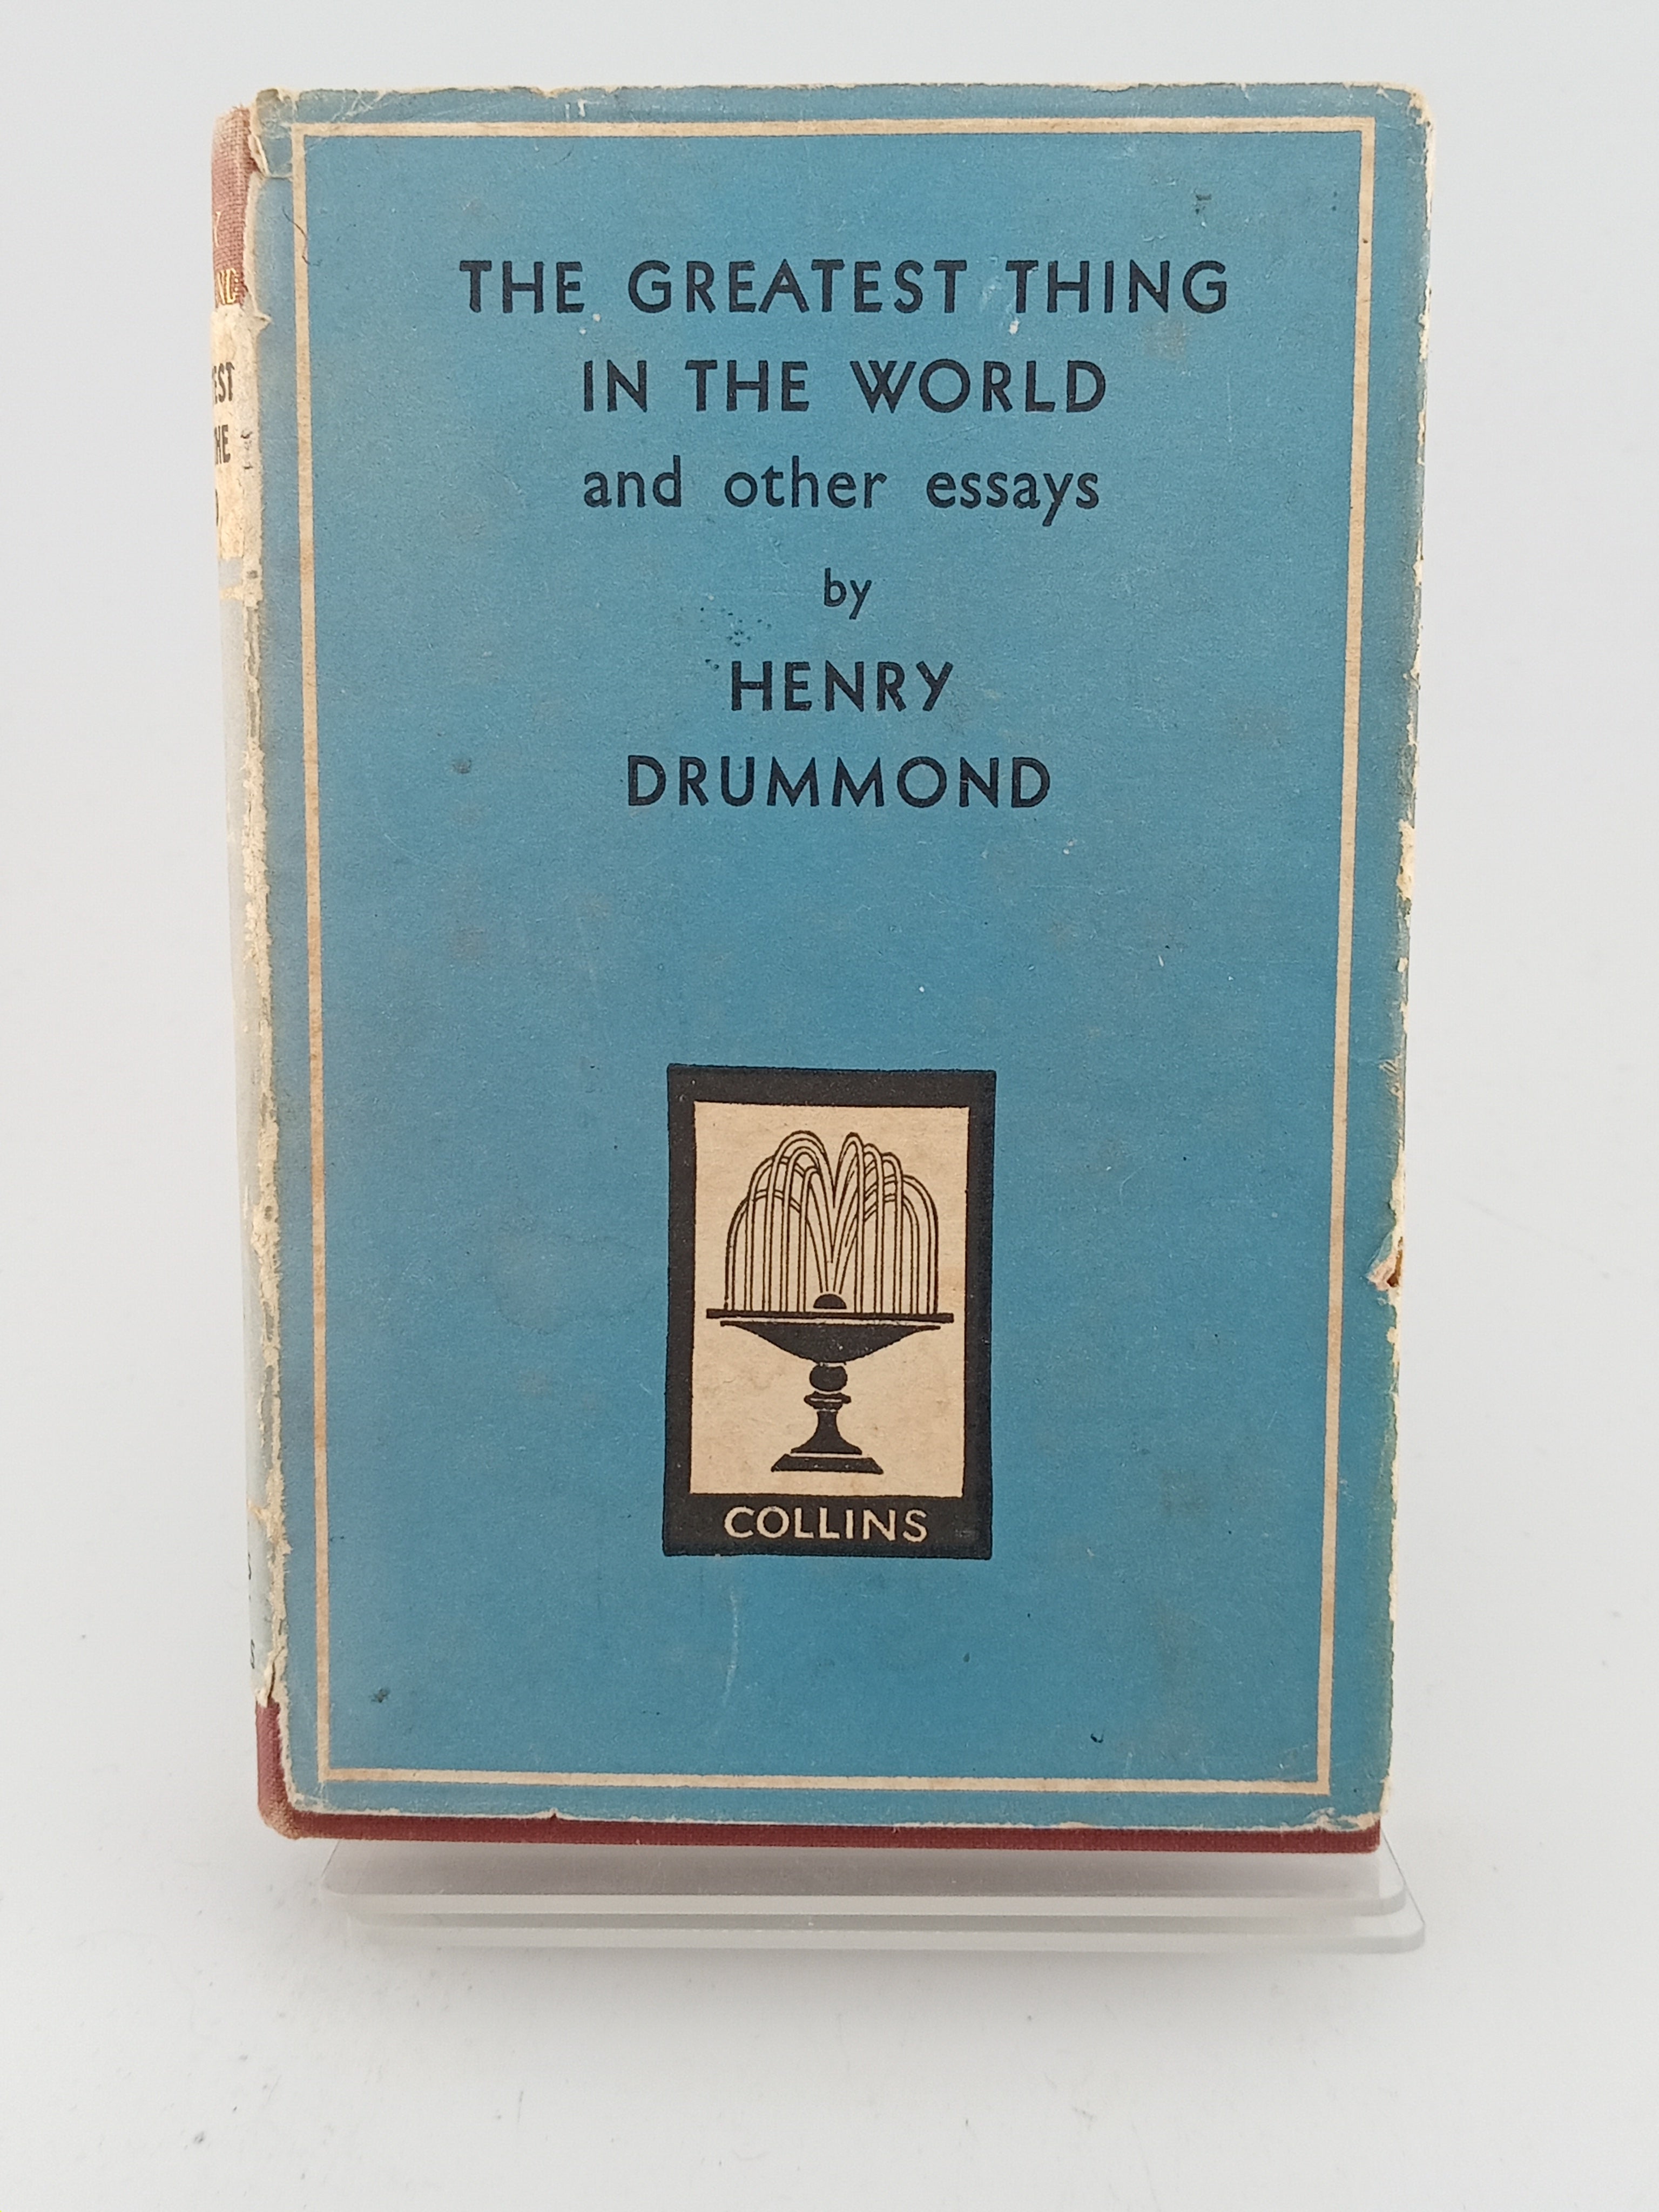 THE GREATEST THING
IN THE WORLD
and other essays
by
HENRY
DRUMMOND
COLLINS